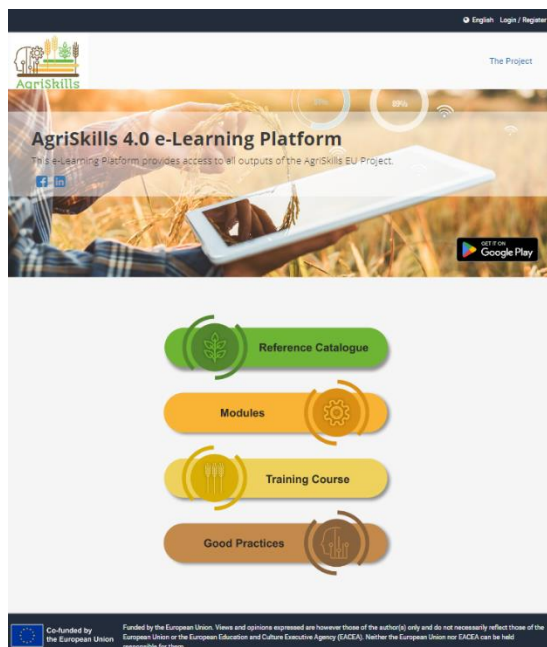 English Login / Register
AgriSkills
The Project
AgriSkills 4.0 e-Learning Platform
This e-Learning Platform provides access to all outputs of the AgriSkills EU Project.
GET IT ON
Google Play
Reference Catalogue
Modules
Training Course
Good Practices
Co-funded by
the European Union
Funded by the European Union. Views and opinions expressed are however those of the author(s) only and do not necessarily reflect those of the
European Union or the European Education and Culture Executive Agency (EACEA). Neither the European Union nor EACEA can be held
responsible for them.